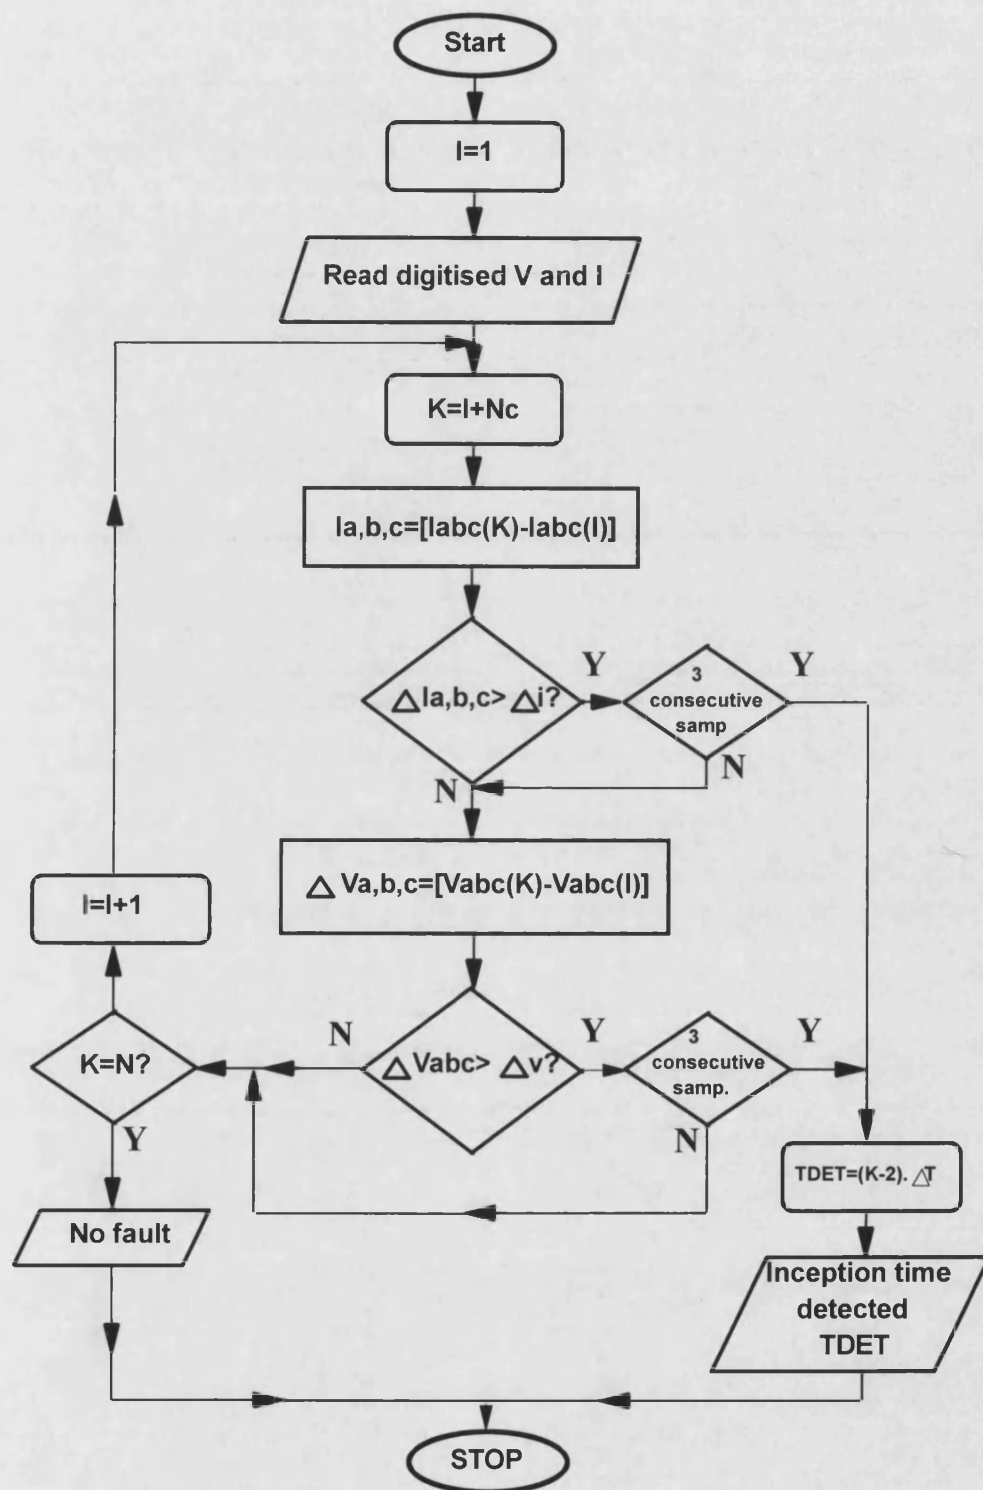 Start
I=1
Read digitised V and I
K=I+Nc
Ia,b,c=[Iabc(K)-Iabc(I)]
△ Ia,b,c> △ i?
Y
3
consecutive
samp
Y
N
N
△ Va,b,c=[Vabc(K)-Vabc(I)]
I=I+1
K=N?
N
△ Vabc> △ v?
Y
3
consecutive
samp.
Y
N
Y
TDET=(K-2). △T
No fault
Inception time
detected
TDET
STOP